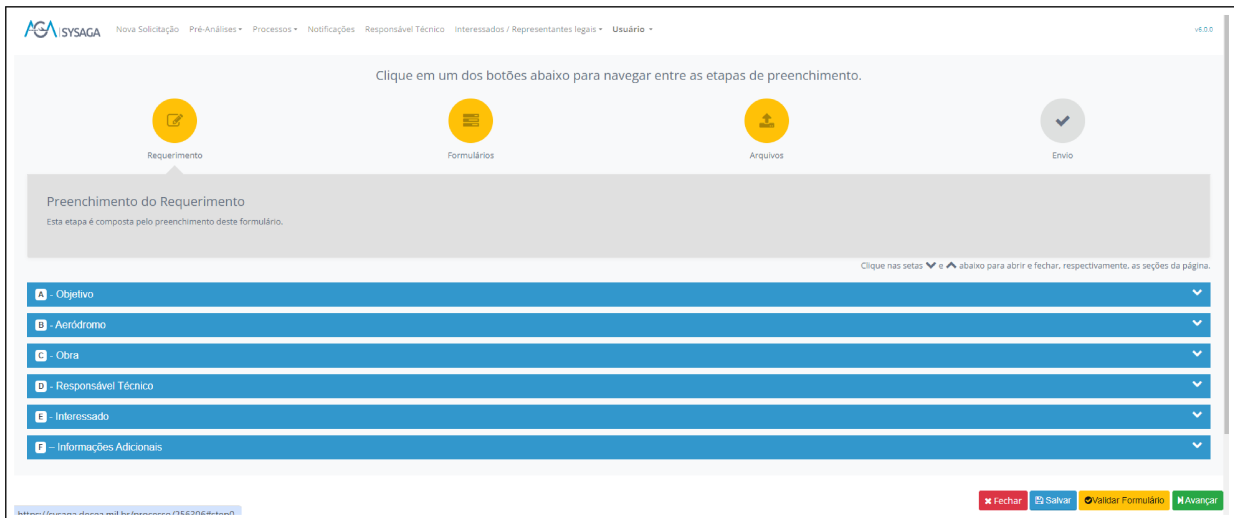 AGA SYSAGA Nova Solicitação Pré-Análises Processos Notificações Responsável Técnico Interessados / Representantes legais Usuário v6.0.0
Clique em um dos botões abaixo para navegar entre as etapas de preenchimento.
Requerimento Formulários Arquivos Envio
Preenchimento do Requerimento
Esta etapa é composta pelo preenchimento deste formulário.
Clique nas setas e abaixo para abrir e fechar, respectivamente, as seções da página.
A - Objetivo
B - Aeródromo
C - Obra
D - Responsável Técnico
E - Interessado
F – Informações Adicionais
Fechar Salvar Validar Formulário Avançar